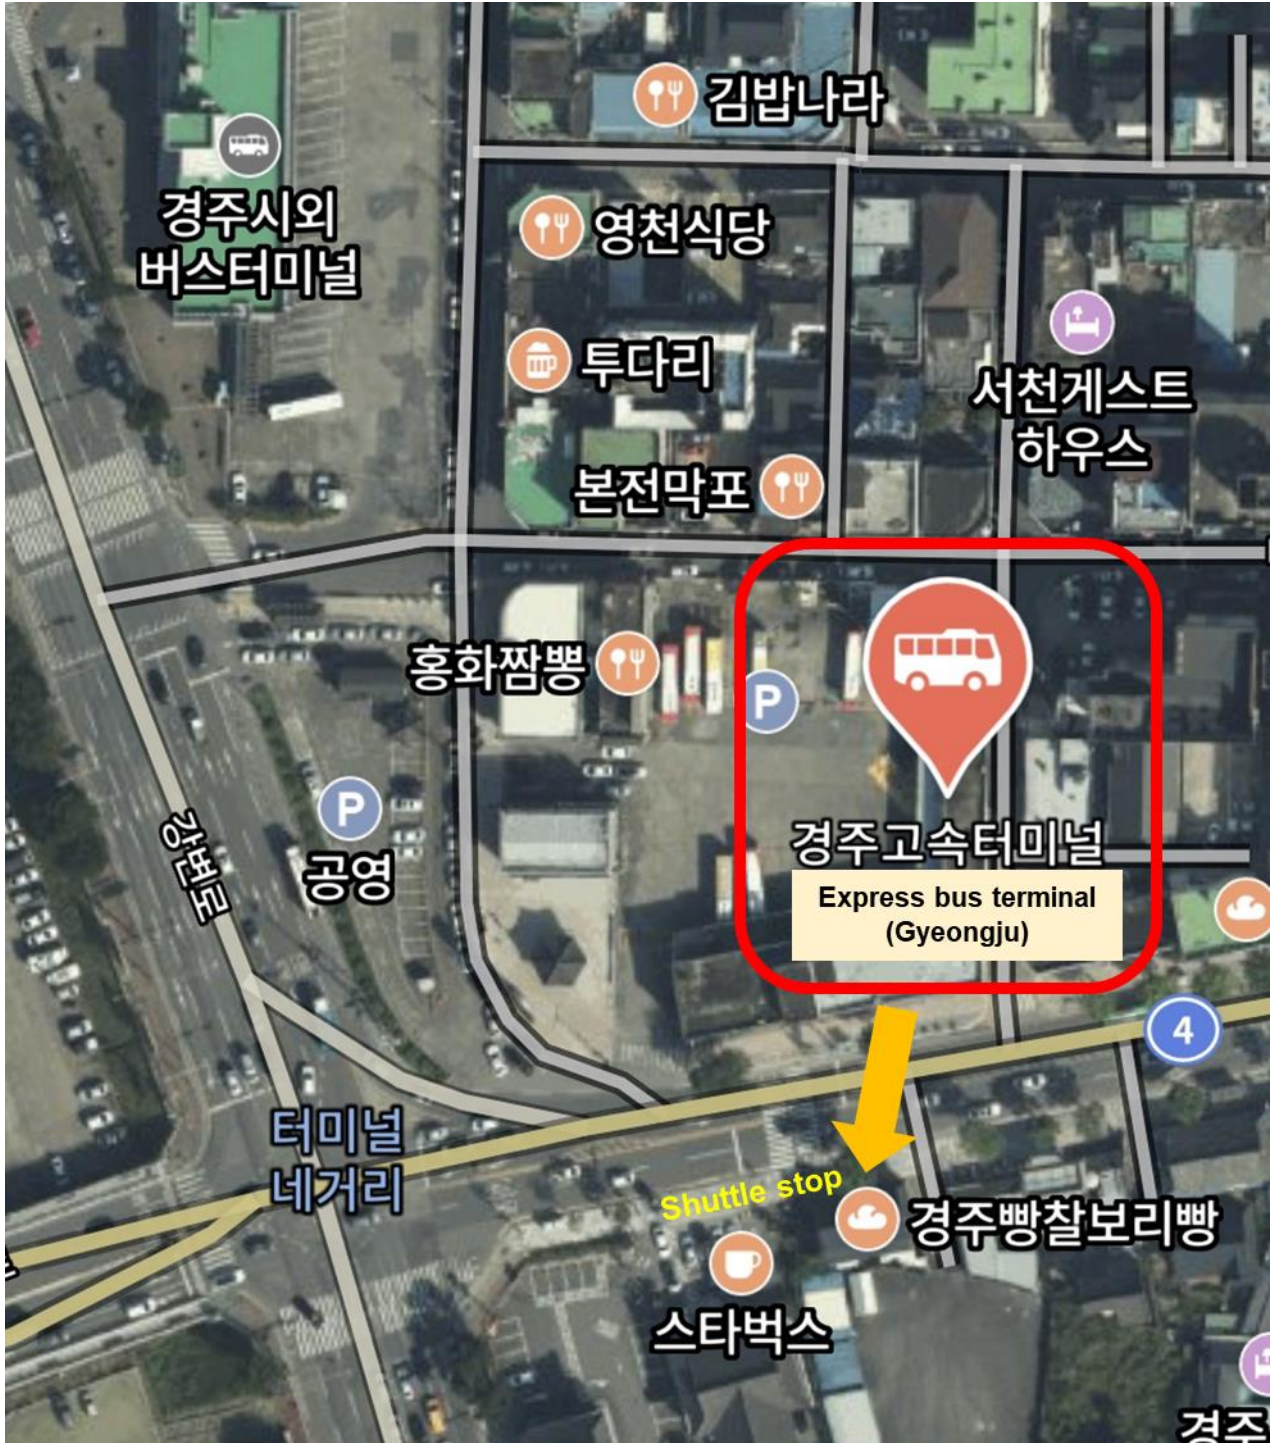 김밥나라
경주시외
버스터미널
영천식당
투다리
서천게스트
하우스
본전막포
홍화짬뽕
P
P
공영
강변로
경주고속터미널
Express bus terminal
(Gyeongju)
4
터미널
네거리
Shuttle stop
경주빵찰보리빵
스타벅스
경주